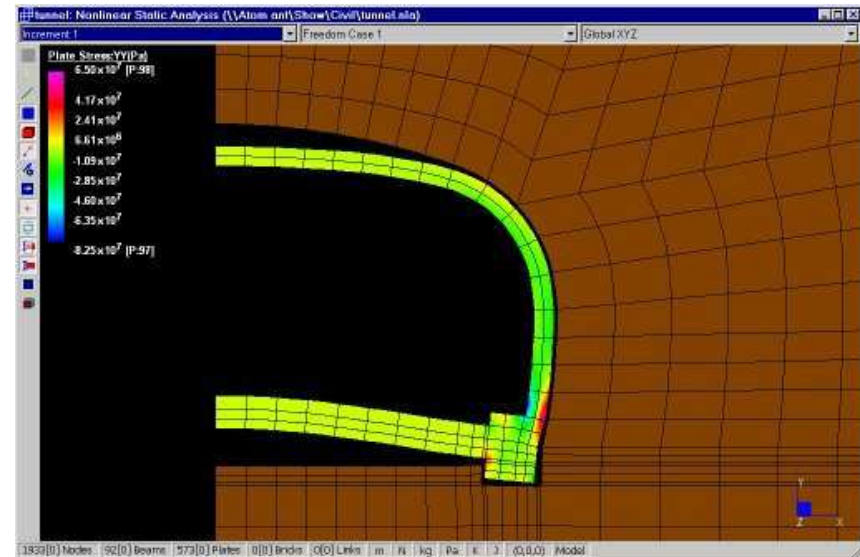 tunnel: Nonlinear Static Analysis (\\Atom ant\Show\Civil\tunnel.nla)
Increment 1
Freedom Case 1
Global XYZ
Plate Stress:YY(Pa)
6.50x10⁷ [P:98]
4.17x10⁷
2.41x10⁷
6.61x10⁶
-1.09x10⁷
-2.85x10⁷
-4.60x10⁷
-6.35x10⁷
-8.25x10⁷ [P:97]
Y
Z X
1933[0] Nodes 92[0] Beams 573[0] Plates 0[0] Bricks 0[0] Links m N kg Pa K J (0,0,0) Model